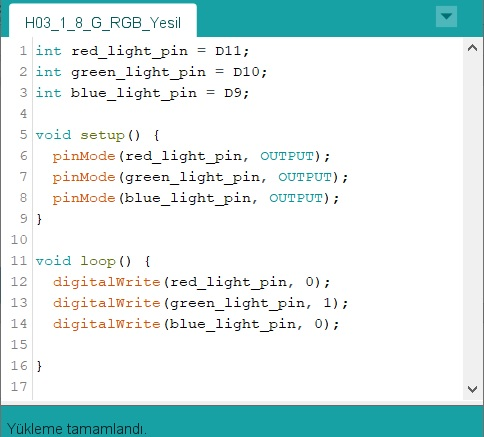 H03_1_8_G_RGB_Yesil
1 int red_light_pin = D11;
2 int green_light_pin = D10;
3 int blue_light_pin = D9;
4
5 void setup() {
6   pinMode(red_light_pin, OUTPUT);
7   pinMode(green_light_pin, OUTPUT);
8   pinMode(blue_light_pin, OUTPUT);
9 }
10
11 void loop() {
12   digitalWrite(red_light_pin, 0);
13   digitalWrite(green_light_pin, 1);
14   digitalWrite(blue_light_pin, 0);
15
16 }
17
Yükleme tamamlandı.